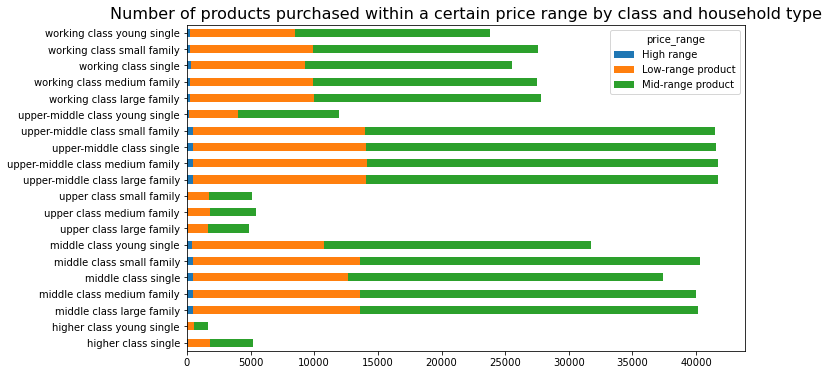 Number of products purchased within a certain price range by class and household type
working class young single
working class small family
working class single
working class medium family
working class large family
upper-middle class young single
upper-middle class small family
upper-middle class single
upper-middle class medium family
upper-middle class large family
upper class small family
upper class medium family
upper class large family
middle class young single
middle class small family
middle class single
middle class medium family
middle class large family
higher class young single
higher class single
price_range
High range
Low-range product
Mid-range product
0 5000 10000 15000 20000 25000 30000 35000 40000